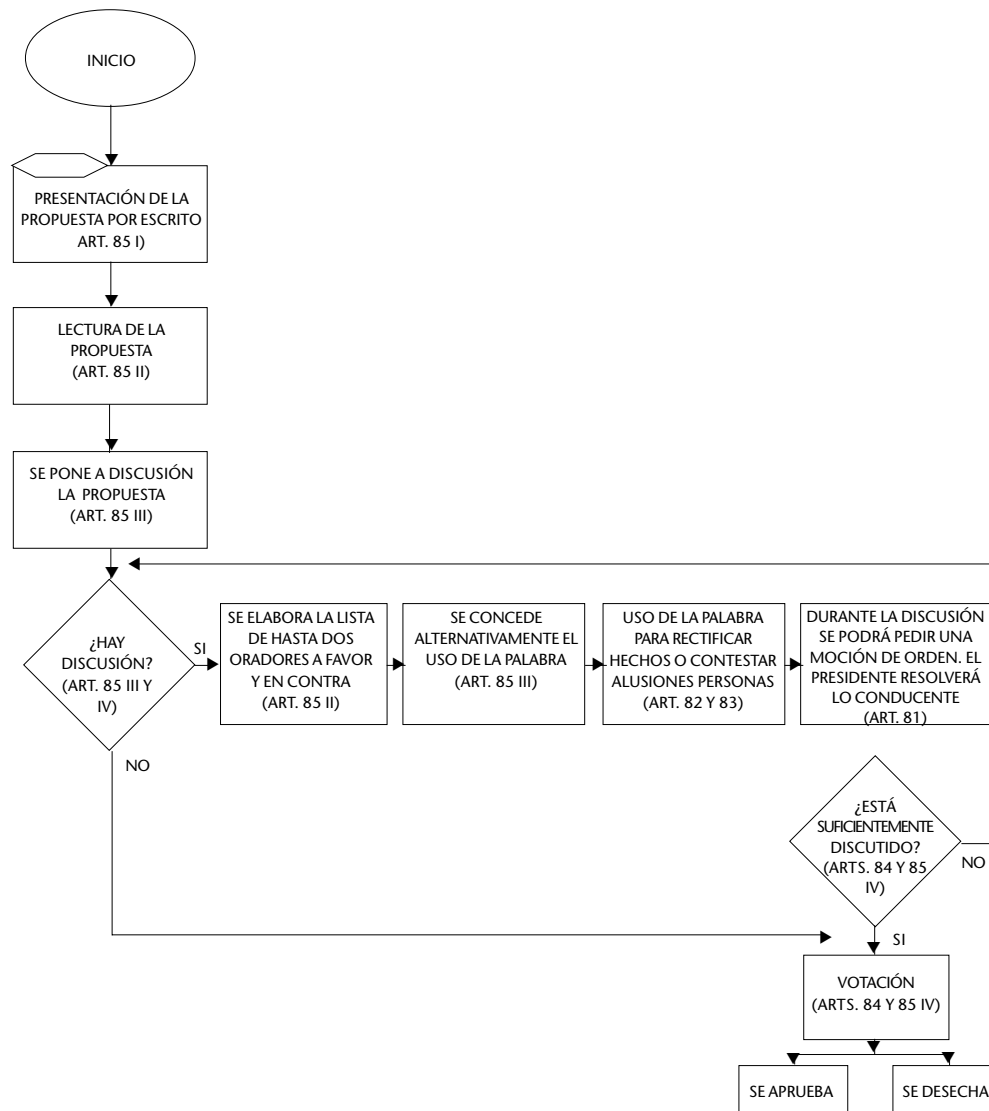 INICIO
PRESENTACIÓN DE LA
PROPUESTA POR ESCRITO
ART. 85 I)
LECTURA DE LA
PROPUESTA
(ART. 85 II)
SE PONE A DISCUSIÓN
LA PROPUESTA
(ART. 85 III)
¿HAY
DISCUSIÓN?
(ART. 85 III Y
IV)
SI
SE ELABORA LA LISTA
DE HASTA DOS
ORADORES A FAVOR
Y EN CONTRA
(ART. 85 II)
SE CONCEDE
ALTERNATIVAMENTE EL
USO DE LA PALABRA
(ART. 85 III)
USO DE LA PALABRA
PARA RECTIFICAR
HECHOS O CONTESTAR
ALUSIONES PERSONAS
(ART. 82 Y 83)
DURANTE LA DISCUSIÓN
SE PODRÁ PEDIR UNA
MOCIÓN DE ORDEN. EL
PRESIDENTE RESOLVERÁ
LO CONDUCENTE
(ART. 81)
NO
¿ESTÁ
SUFICIENTEMENTE
DISCUTIDO?
(ARTS. 84 Y 85
IV)
NO
SI
VOTACIÓN
(ARTS. 84 Y 85 IV)
SE APRUEBA
SE DESECHA